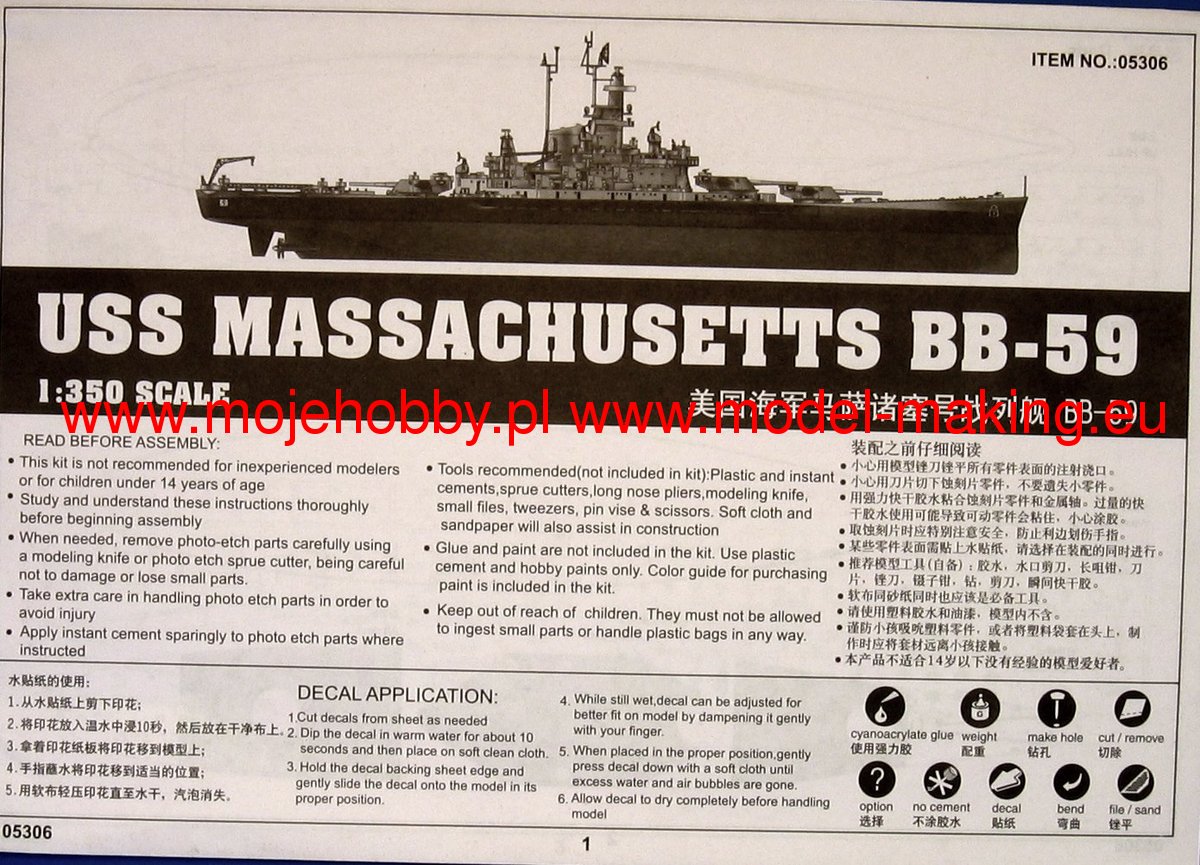 ITEM NO.:05306
USS MASSACHUSETTS BB-59
1:350 SCALE
美国海军马萨诸塞号战列舰 BB-59
www.mojehobby.pl www.model-making.eu
READ BEFORE ASSEMBLY:
• This kit is not recommended for inexperienced modelers
or for children under 14 years of age
• Study and understand these instructions thoroughly
before beginning assembly
• When needed, remove photo-etch parts carefully using
a modeling knife or photo etch sprue cutter, being careful
not to damage or lose small parts.
• Take extra care in handling photo etch parts in order to
avoid injury
• Apply instant cement sparingly to photo etch parts where
instructed
• Tools recommended(not included in kit):Plastic and instant
cements,sprue cutters,long nose pliers,modeling knife,
small files, tweezers, pin vise & scissors. Soft cloth and
sandpaper will also assist in construction
• Glue and paint are not included in the kit. Use plastic
cement and hobby paints only. Color guide for purchasing
paint is included in the kit.
• Keep out of reach of children. They must not be allowed
to ingest small parts or handle plastic bags in any way.
装配之前仔细阅读
• 小心用模型锉刀锉平所有零件表面的注射浇口。
• 小心用刀片切下蚀刻片零件，不要遗失小零件。
• 用强力快干胶水粘合蚀刻片零件和金属轴。过量的快
干胶水使用可能导致可动零件会粘住，小心涂胶。
• 取蚀刻片时应特别注意安全，防止利边划伤手指。
• 某些零件表面需贴上水贴纸，请选择在装配的同时进行。
• 推荐模型工具(自备)：胶水，水口剪刀，长咀钳，刀
片，锉刀，镊子钳，钻，剪刀，瞬间快干胶。
• 软布同砂纸同时也应该是必备工具。
• 请使用塑料胶水和油漆，模型内不含。
• 谨防小孩吸吮塑料零件，或者将塑料袋套在头上，制
作时应将套材远离小孩接触。
• 本产品不适合14岁以下没有经验的模型爱好者。
水贴纸的使用：
1.从水贴纸上剪下印花；
2.将印花放入温水中浸10秒，然后放在干净布上。
3.拿着印花纸板将印花移到模型上；
4.手指蘸水将印花移到适当的位置；
5.用软布轻压印花直至水干，汽泡消失。
DECAL APPLICATION:
1.Cut decals from sheet as needed
2. Dip the decal in warm water for about 10
seconds and then place on soft clean cloth.
3. Hold the decal backing sheet edge and
gently slide the decal onto the model in its
proper position.
4. While still wet,decal can be adjusted for
better fit on model by dampening it gently
with your finger.
5. When placed in the proper position,gently
press decal down with a soft cloth until
excess water and air bubbles are gone.
6. Allow decal to dry completely before handling
model
cyanoacrylate glue weight make hole cut / remove
使用强力胶 配重 钻孔 切除
option no cement decal bend file / sand
选择 不涂胶水 贴纸 弯曲 锉平
05306
1